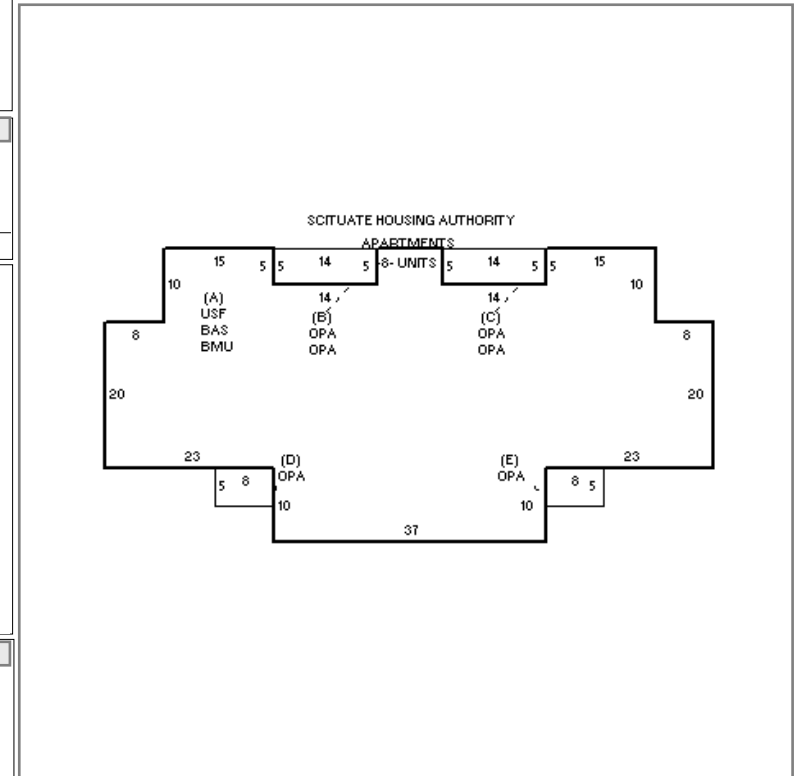 SCITUATE HOUSING AUTHORITY
APARTMENTS
-8- UNITS
15 5 5 14 5 5 14 5 5 15
10 10
14 14
(A)
USF
BAS
BMU
(B)
OPA
OPA
(C)
OPA
OPA
8 8
20 20
23 23
(D)
OPA
(E)
OPA
5 8 8 5
10 10
37